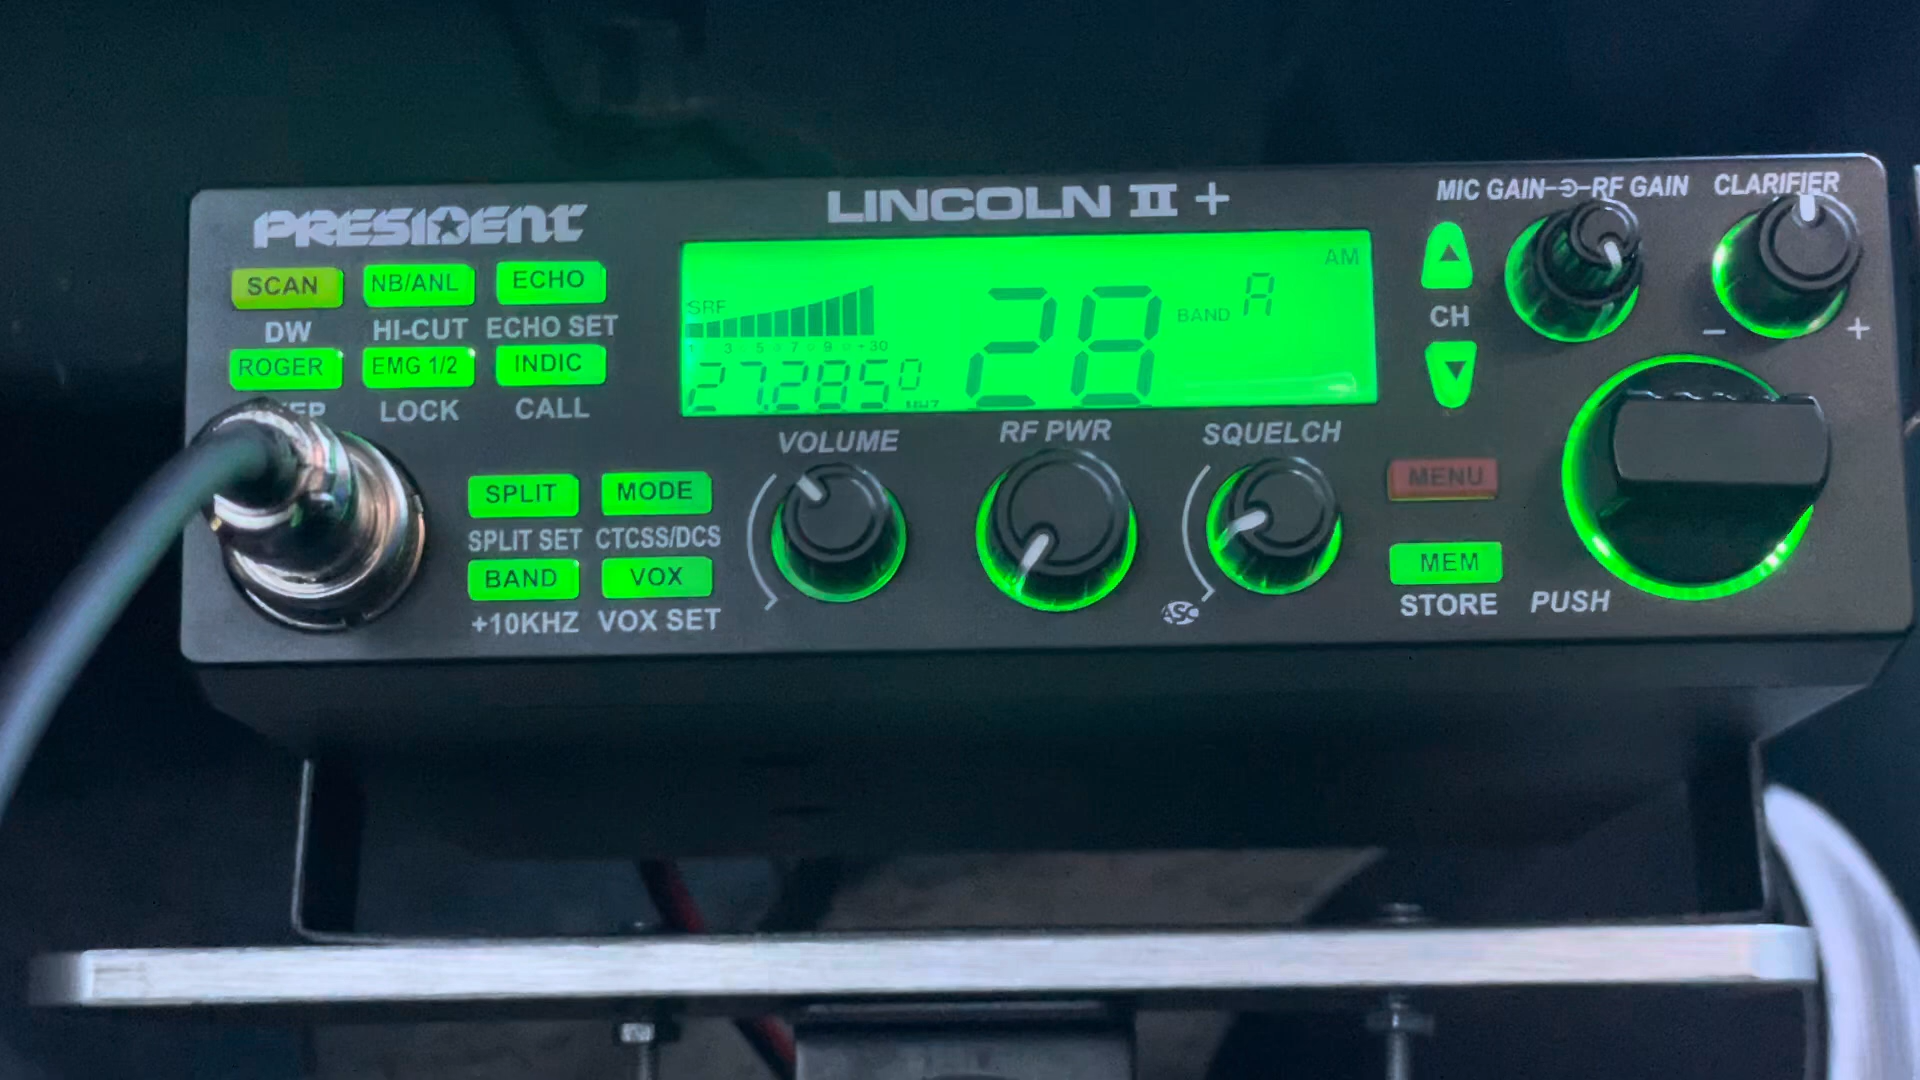 PRESIDENT
LINCOLN II +
MIC GAIN RF GAIN CLARIFIER
SCAN NB/ANL ECHO
DW HI-CUT ECHO SET
ROGER EMG 1/2 INDIC
LOCK CALL
AM
SRF
1 3 5 7 9 +30
27.2850
28
BAND A
CH
- +
VOLUME RF PWR SQUELCH
SPLIT MODE
SPLIT SET CTCSS/DCS
BAND VOX
+10KHZ VOX SET
ASC
MENU
MEM
STORE PUSH